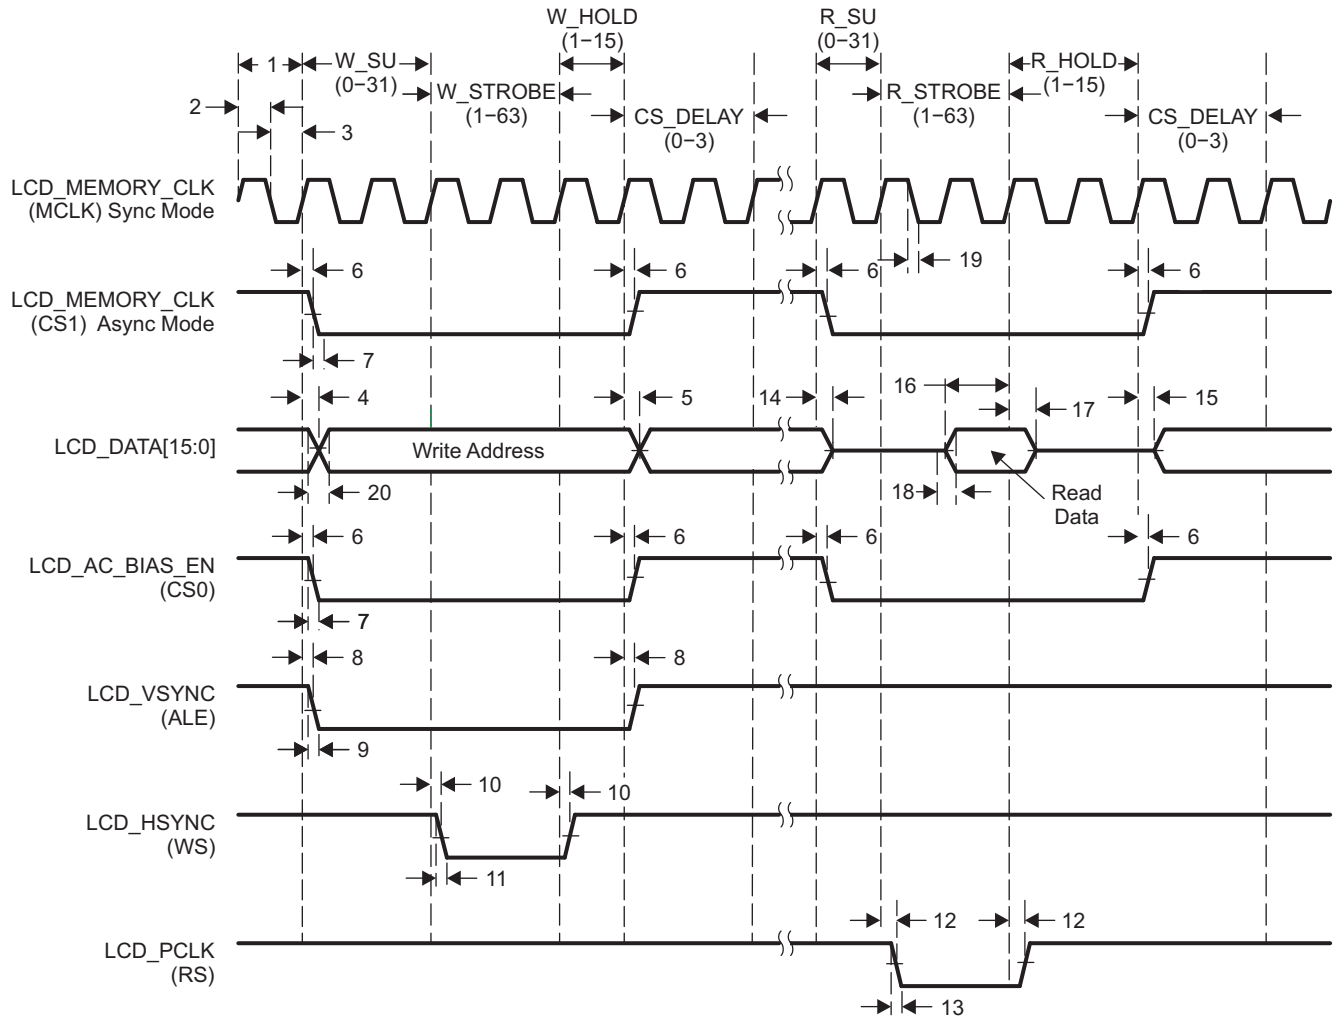 W_HOLD
(1−15)
R_SU
(0−31)
1
W_SU
(0−31)
R_HOLD
(1−15)
2
W_STROBE
(1−63)
R_STROBE
(1−63)
3
CS_DELAY
(0−3)
CS_DELAY
(0−3)
LCD_MEMORY_CLK
(MCLK) Sync Mode
19
6
6
6
6
LCD_MEMORY_CLK
(CS1) Async Mode
7
16
4
5
14
17
15
LCD_DATA[15:0]
Write Address
20
18
Read
Data
6
6
6
6
LCD_AC_BIAS_EN
(CS0)
7
8
8
LCD_VSYNC
(ALE)
9
10
10
LCD_HSYNC
(WS)
11
12
12
LCD_PCLK
(RS)
13